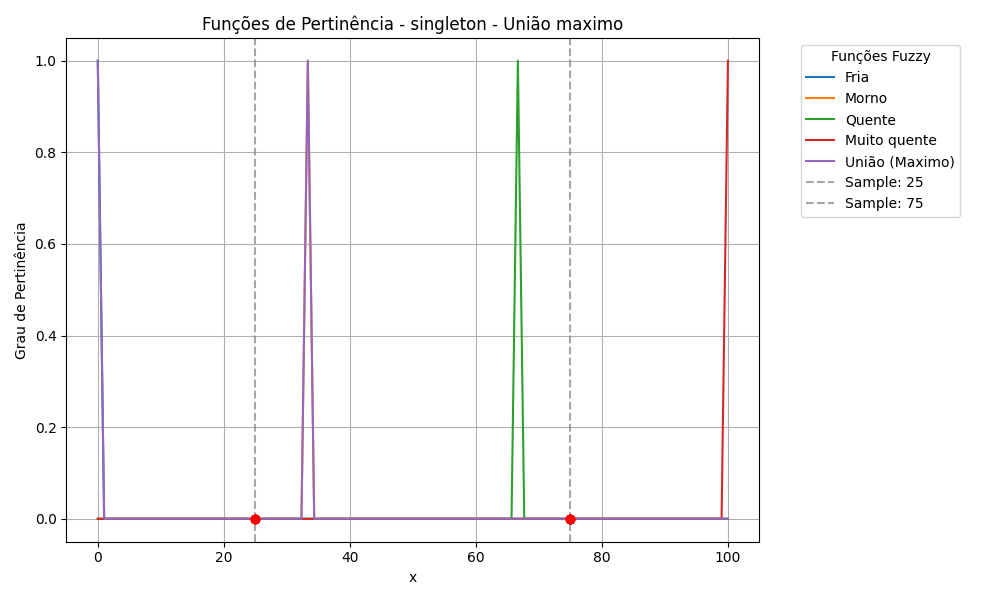 Funções de Pertinência - singleton - União maximo
Grau de Pertinência
1.0
0.8
0.6
0.4
0.2
0.0
0
20
40
60
80
100
x
Funções Fuzzy
Fria
Morno
Quente
Muito quente
União (Maximo)
Sample: 25
Sample: 75